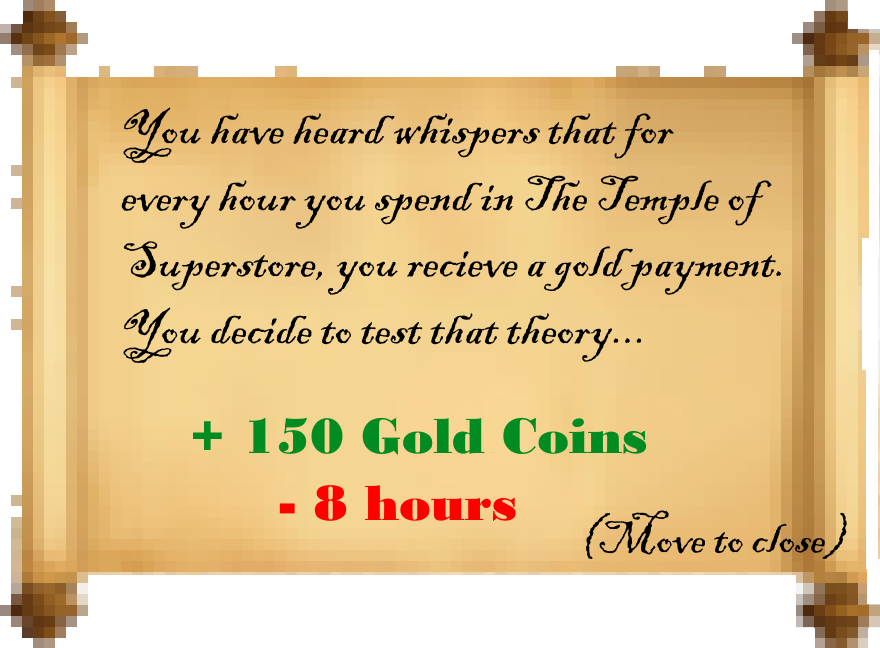 You have heard whispers that for
every hour you spend in The Temple of
Superstore, you recieve a gold payment.
You decide to test that theory...
+ 150 Gold Coins
- 8 hours
(Move to close)